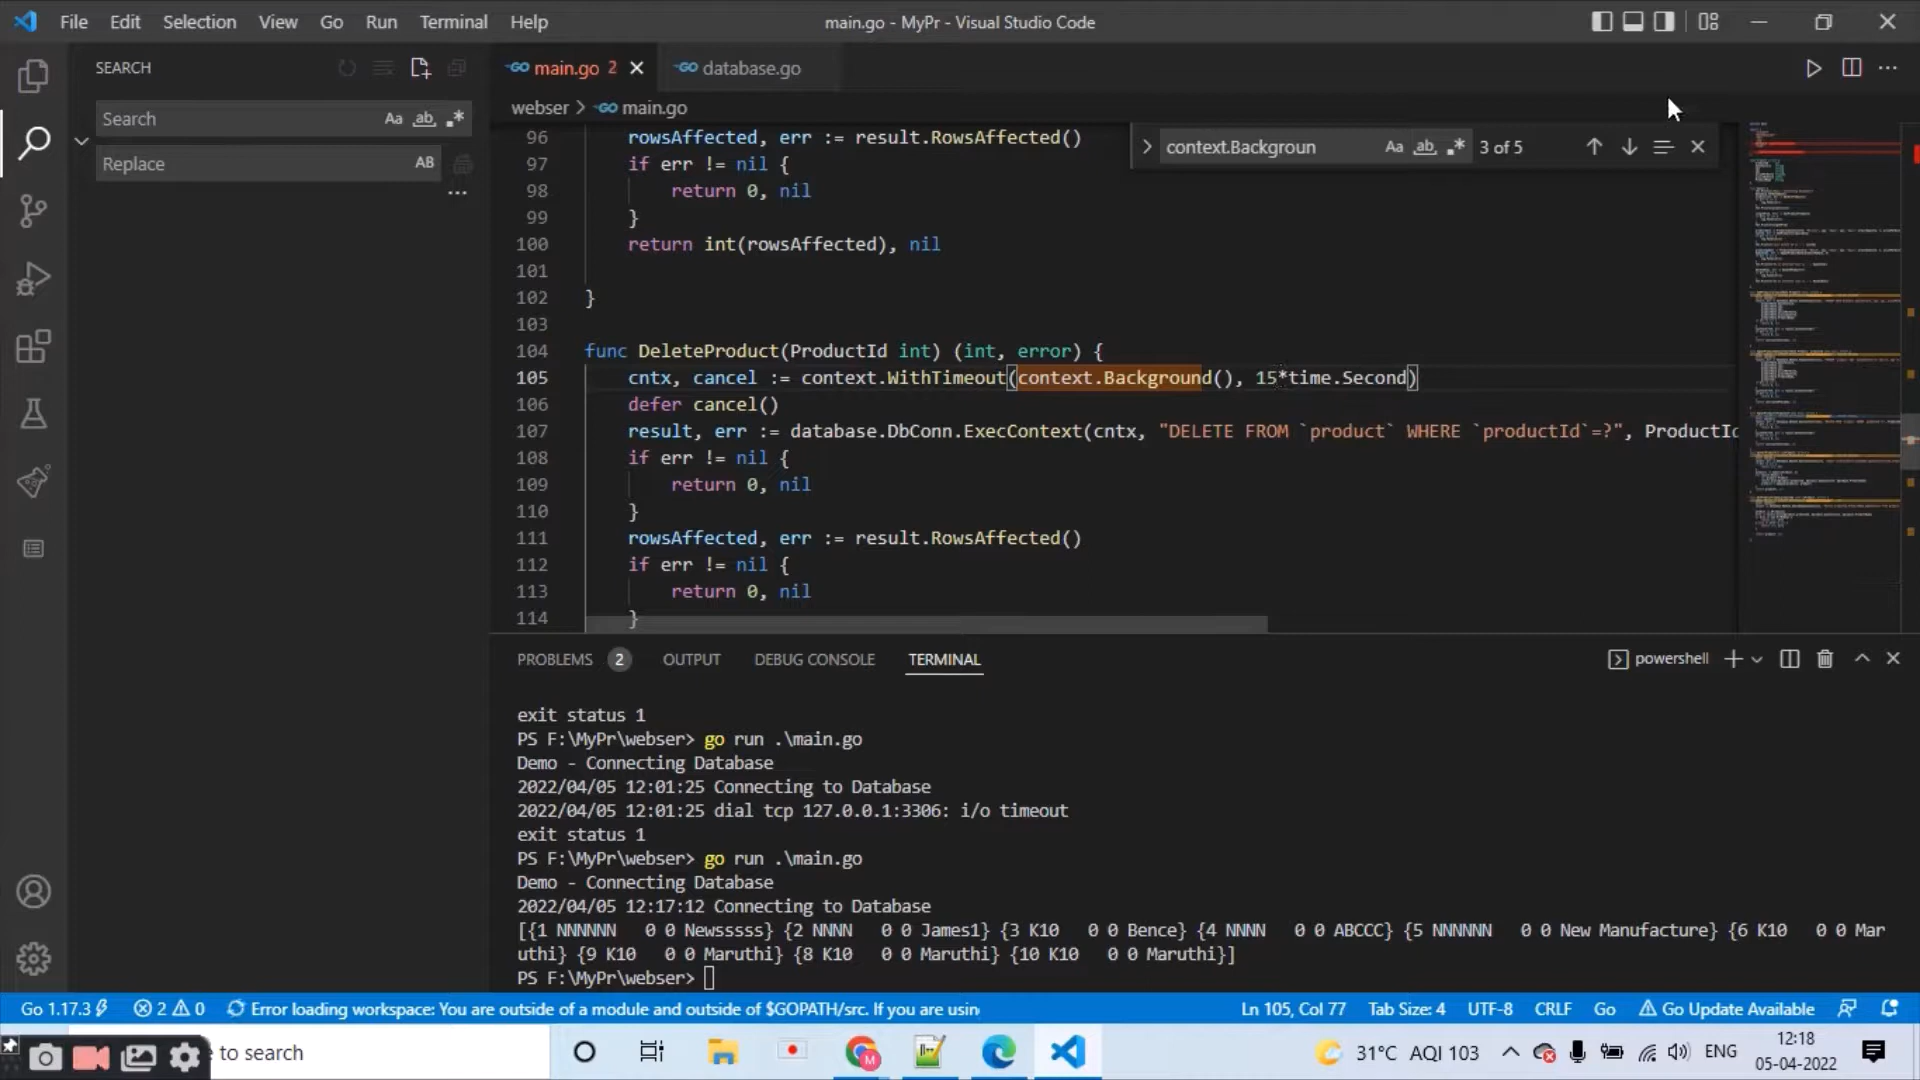 File Edit Selection View Go Run Terminal Help
main.go - MyPr - Visual Studio Code
SEARCH
Search Aa ab
Replace AB
main.go 2
database.go
webser > main.go
context.Backgroun Aa ab 3 of 5
96 rowsAffected, err := result.RowsAffected()
97 if err != nil {
98 return 0, nil
99 }
100 return int(rowsAffected), nil
101
102 }
103
104 func DeleteProduct(ProductId int) (int, error) {
105 cntx, cancel := context.WithTimeout(context.Background(), 15*time.Second)
106 defer cancel()
107 result, err := database.DbConn.ExecContext(cntx, "DELETE FROM `product` WHERE `productId`=?", ProductId
108 if err != nil {
109 return 0, nil
110 }
111 rowsAffected, err := result.RowsAffected()
112 if err != nil {
113 return 0, nil
114 }
PROBLEMS 2 OUTPUT DEBUG CONSOLE TERMINAL
powershell
exit status 1
PS F:\MyPr\webser> go run .\main.go
Demo - Connecting Database
2022/04/05 12:01:25 Connecting to Database
2022/04/05 12:01:25 dial tcp 127.0.0.1:3306: i/o timeout
exit status 1
PS F:\MyPr\webser> go run .\main.go
Demo - Connecting Database
2022/04/05 12:17:12 Connecting to Database
[{1 NNNNNN   0 0 Newsssss} {2 NNNN   0 0 James1} {3 K10   0 0 Bence} {4 NNNN   0 0 ABCCC} {5 NNNNNN   0 0 New Manufacture} {6 K10   0 0 Mar
uthi} {9 K10   0 0 Maruthi} {8 K10   0 0 Maruthi} {10 K10   0 0 Maruthi}]
PS F:\MyPr\webser>
Go 1.17.3 2 0 Error loading workspace: You are outside of a module and outside of $GOPATH/src. If you are usin
Ln 105, Col 77 Tab Size: 4 UTF-8 CRLF Go Go Update Available
to search
31°C AQI 103 ENG
12:18
05-04-2022